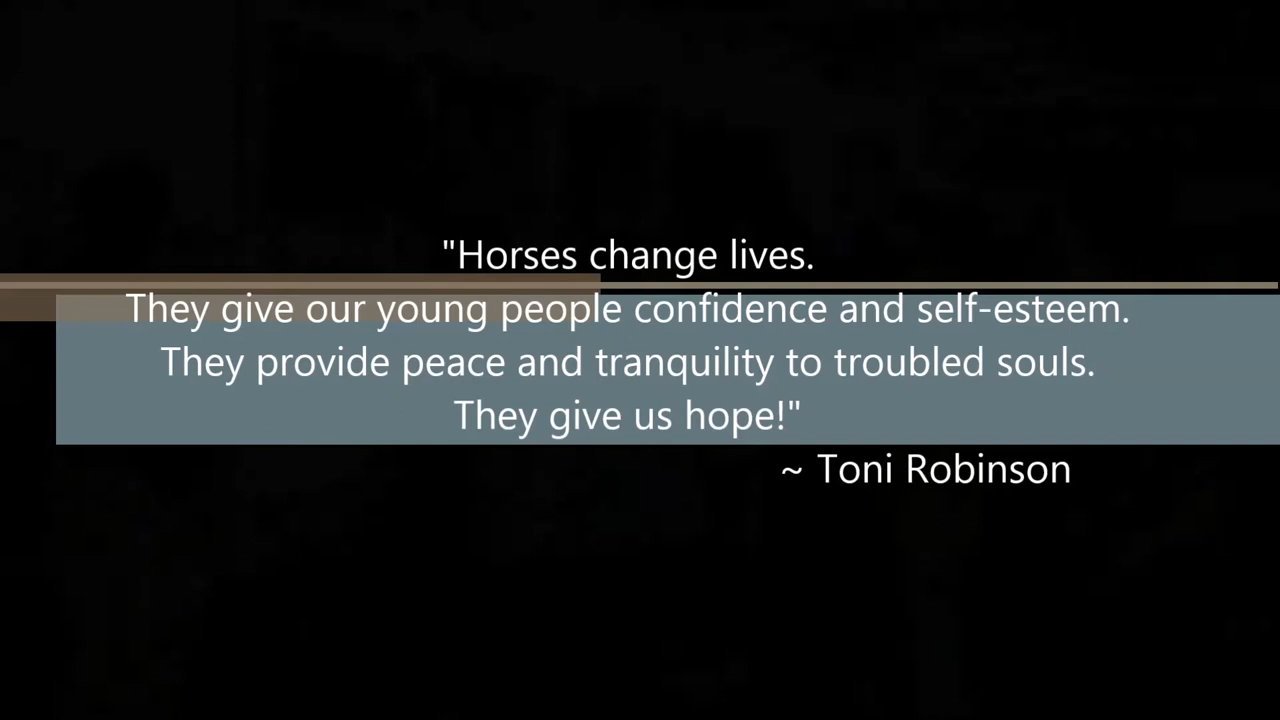 "Horses change lives.
They give our young people confidence and self-esteem.
They provide peace and tranquility to troubled souls.
They give us hope!"
~ Toni Robinson